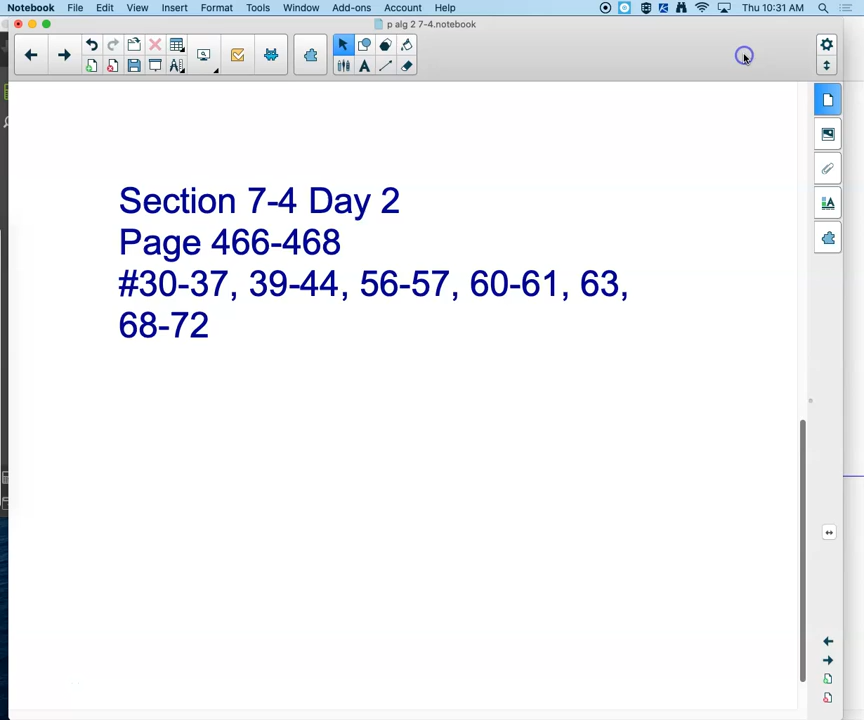 Notebook File Edit View Insert Format Tools Window Add-ons Account Help Thu 10:31 AM
p alg 2 7-4.notebook
Section 7-4 Day 2
Page 466-468
#30-37, 39-44, 56-57, 60-61, 63,
68-72